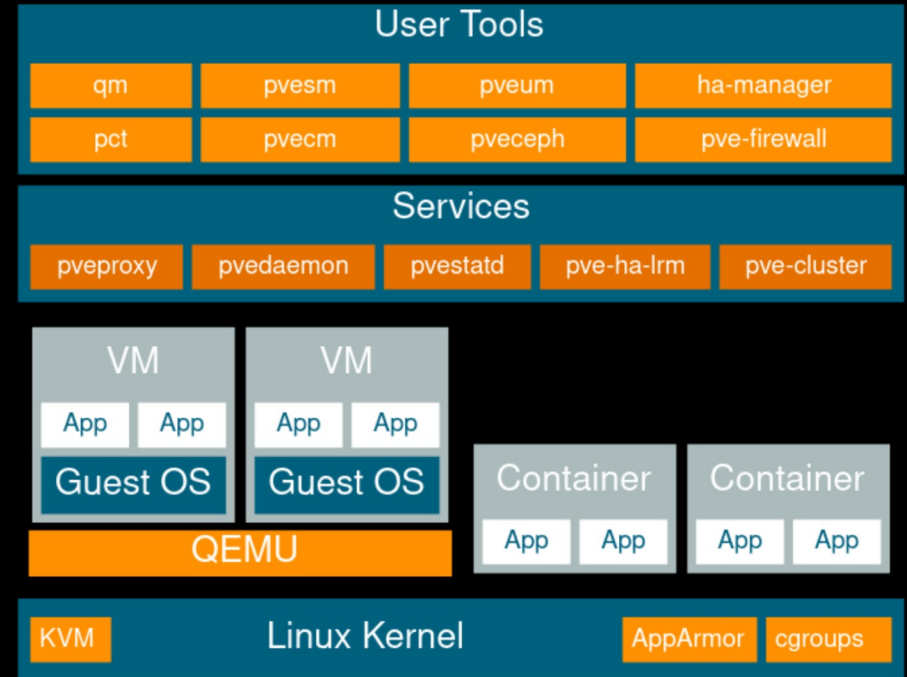 User Tools
qm pvesm pveum ha-manager
pct pvecm pveceph pve-firewall
Services
pveproxy pvedaemon pvestatd pve-ha-lrm pve-cluster
VM VM
App App App App
Guest OS Guest OS
Container Container
App App App App
QEMU
KVM Linux Kernel AppArmor cgroups